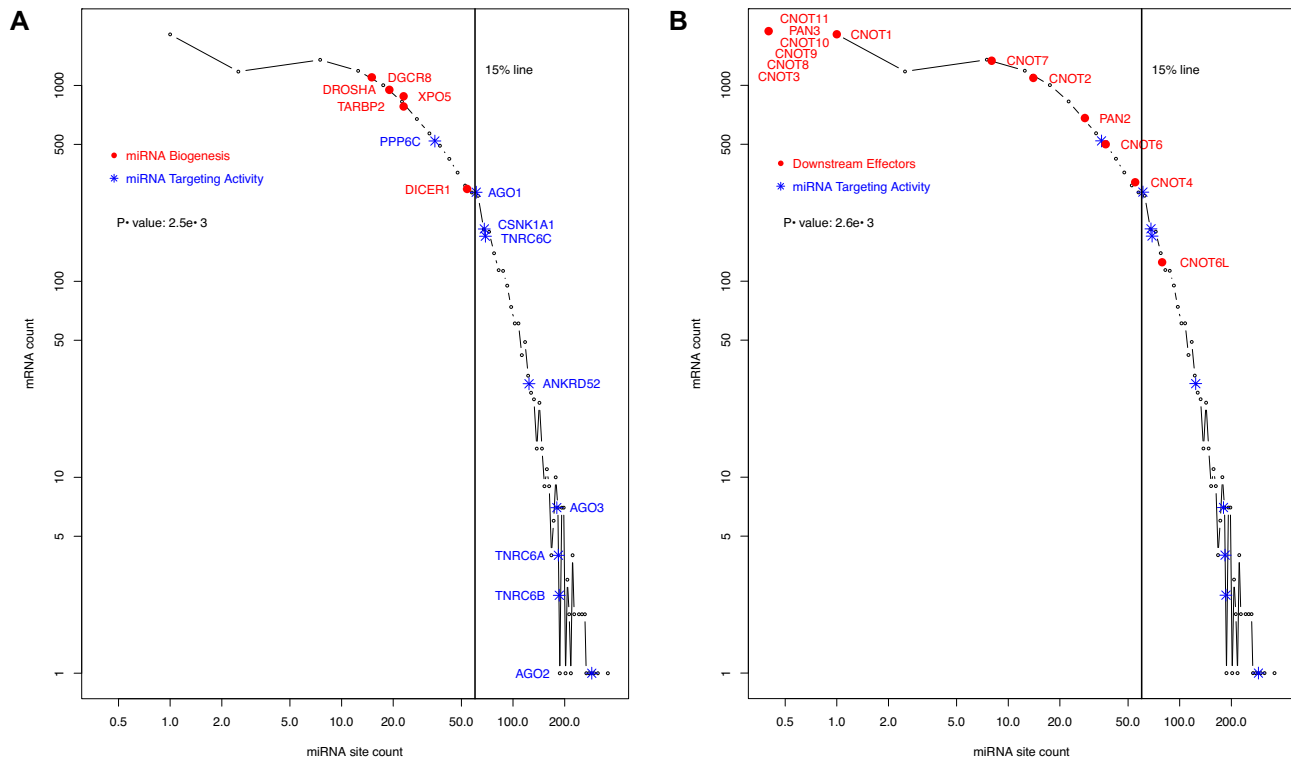 A
15% line
DGCR8
DROSHA
XPO5
TARBP2
PPP6C
miRNA Biogenesis
miRNA Targeting Activity
DICER1
AGO1
P• value: 2.5e• 3
CSNK1A1
TNRC6C
ANKRD52
AGO3
TNRC6A
TNRC6B
AGO2
1000
500
100
50
10
5
1
mRNA count
0.5 1.0 2.0 5.0 10.0 20.0 50.0 100.0 200.0
miRNA site count
B
CNOT11
PAN3
CNOT10
CNOT9
CNOT8
CNOT3
CNOT1
CNOT7
15% line
CNOT2
PAN2
CNOT6
Downstream Effectors
miRNA Targeting Activity
CNOT4
P• value: 2.6e• 3
CNOT6L
1000
500
100
50
10
5
1
mRNA count
0.5 1.0 2.0 5.0 10.0 20.0 50.0 100.0 200.0
miRNA site count